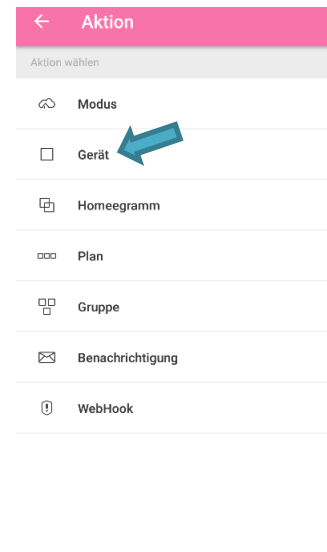 Aktion
Aktion wählen
Modus
Gerät
Homeegramm
Plan
Gruppe
Benachrichtigung
WebHook